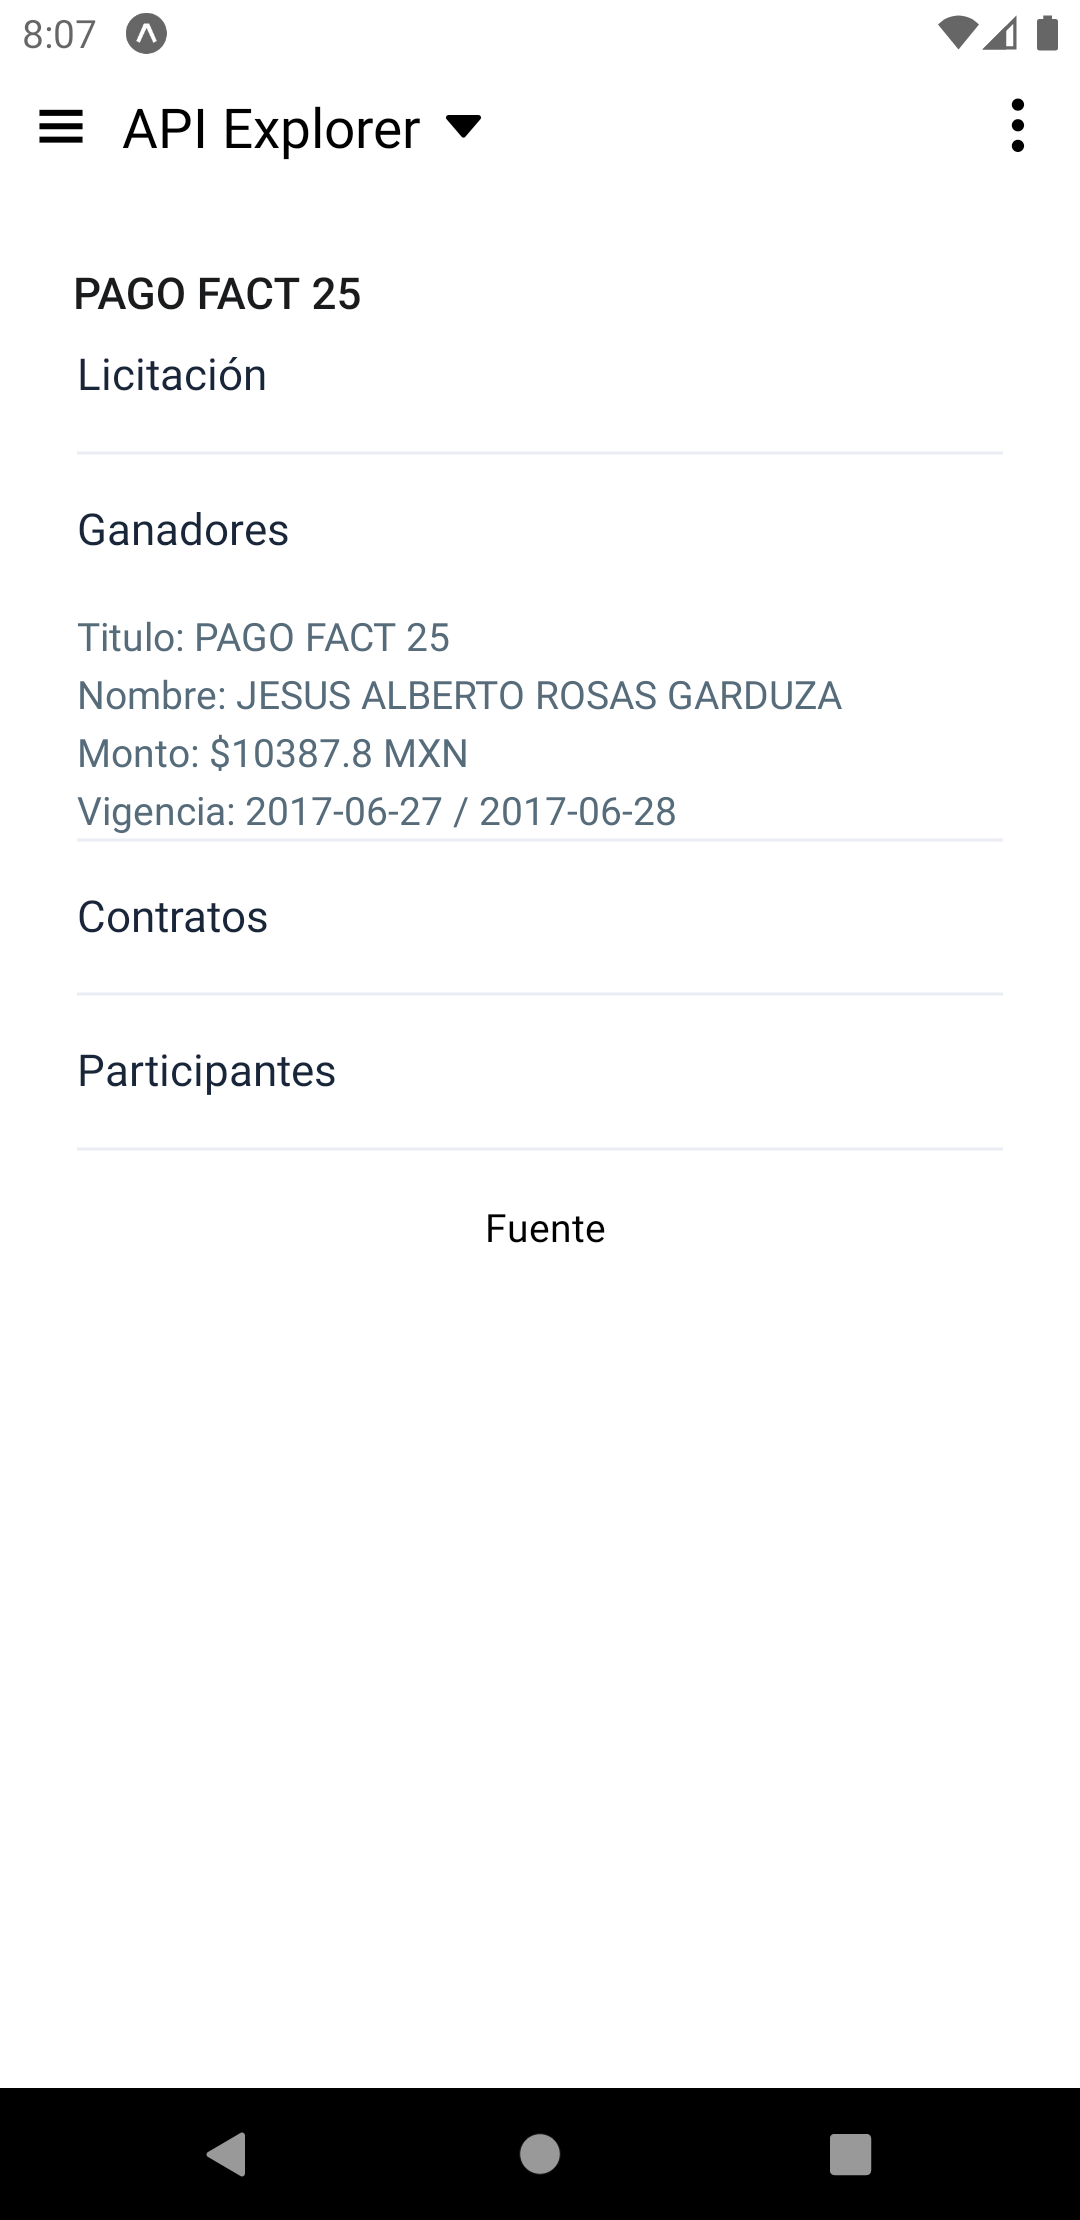 8:07
API Explorer
PAGO FACT 25
Licitación
Ganadores
Titulo: PAGO FACT 25
Nombre: JESUS ALBERTO ROSAS GARDUZA
Monto: $10387.8 MXN
Vigencia: 2017-06-27 / 2017-06-28
Contratos
Participantes
Fuente